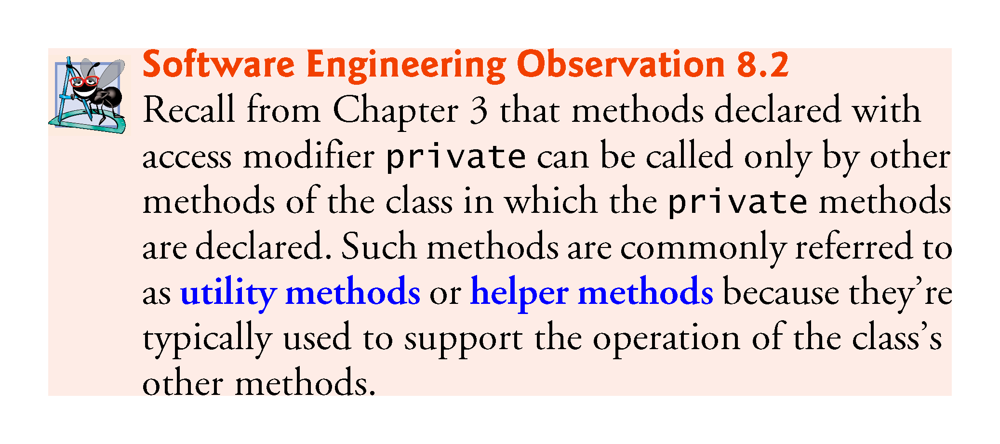 Software Engineering Observation 8.2
Recall from Chapter 3 that methods declared with
access modifier private can be called only by other
methods of the class in which the private methods
are declared. Such methods are commonly referred to
as utility methods or helper methods because they’re
typically used to support the operation of the class’s
other methods.